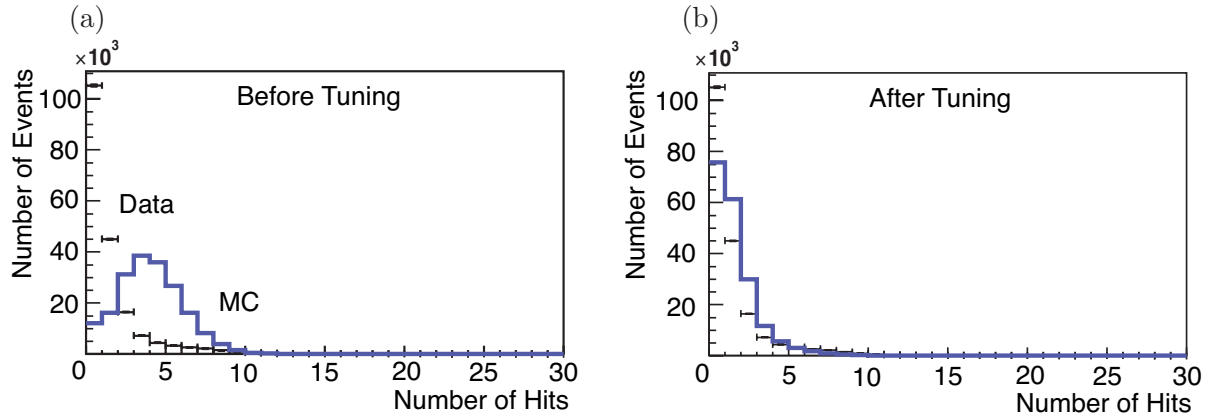 (a)
×10³
Number of Events
100
80
60
40
20
Before Tuning
Data
MC
0 5 10 15 20 25 30
Number of Hits
(b)
×10³
Number of Events
100
80
60
40
20
After Tuning
0 5 10 15 20 25 30
Number of Hits